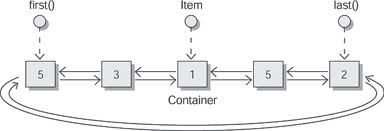 first() Item last()
5 3 1 5 2
Container